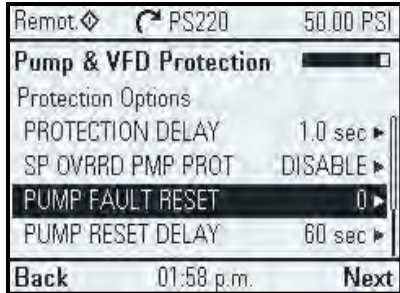 Remot. PS220 50.00 PSI
Pump & VFD Protection
Protection Options
PROTECTION DELAY 1.0 sec
SP OVRRD PMP PROT DISABLE
PUMP FAULT RESET 0
PUMP RESET DELAY 60 sec
Back 01:58 p.m. Next